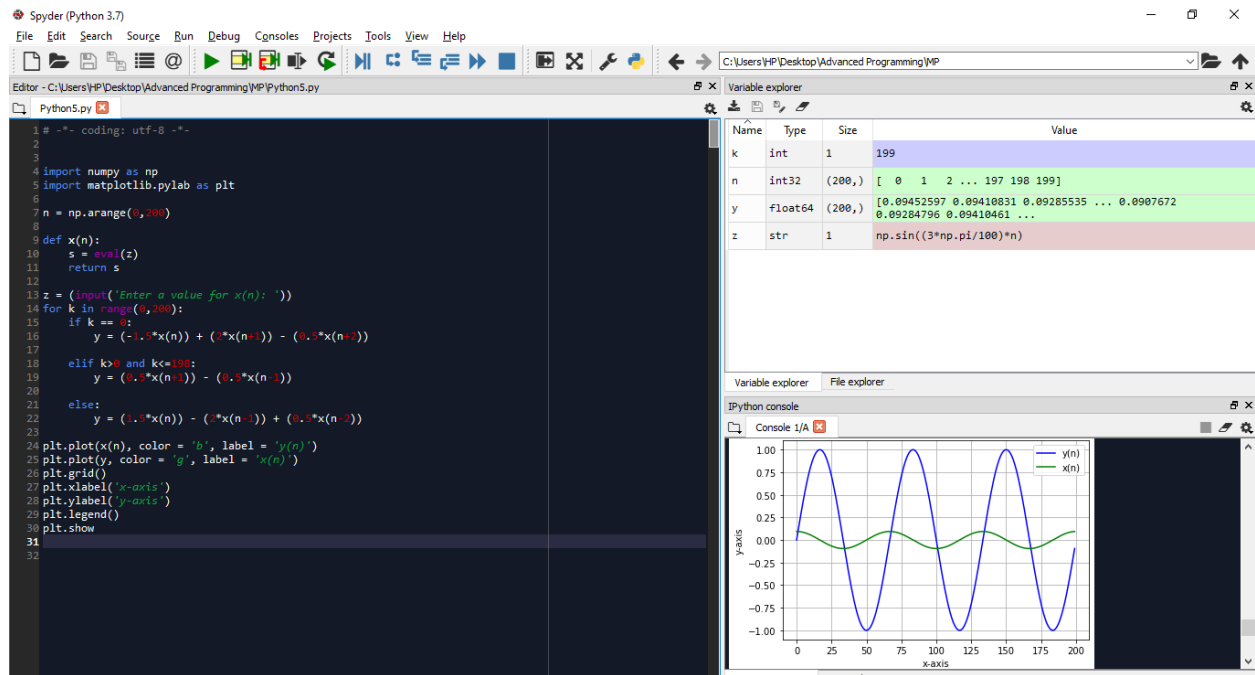 Spyder (Python 3.7)
File Edit Search Source Run Debug Consoles Projects Tools View Help
C:\Users\HP\Desktop\Advanced Programming\MP
Editor - C:\Users\HP\Desktop\Advanced Programming\MP\Python5.py
Python5.py
1 # -*- coding: utf-8 -*-
2
3
4 import numpy as np
5 import matplotlib.pylab as plt
6
7 n = np.arange(0,200)
8
9 def x(n):
10     s = eval(z)
11     return s
12
13 z = (input('Enter a value for x(n): '))
14 for k in range(0,200):
15     if k == 0:
16         y = (-1.5*x(n)) + (2*x(n+1)) - (0.5*x(n+2))
17
18     elif k>0 and k<=198:
19         y = (0.5*x(n+1)) - (0.5*x(n-1))
20
21     else:
22         y = (1.5*x(n)) - (2*x(n-1)) + (0.5*x(n-2))
23
24 plt.plot(x(n), color = 'b', label = 'y(n)')
25 plt.plot(y, color = 'g', label = 'x(n)')
26 plt.grid()
27 plt.xlabel('x-axis')
28 plt.ylabel('y-axis')
29 plt.legend()
30 plt.show
31
32
Variable explorer
Name Type Size Value
k int 1 199
n int32 (200,) [ 0 1 2 ... 197 198 199]
y float64 (200,) [0.09452597 0.09410831 0.09285535 ... 0.0907672
0.09284796 0.09410461 ...
z str 1 np.sin((3*np.pi/100)*n)
Variable explorer File explorer
IPython console
Console 1/A
y(n)
x(n)
1.00
0.75
0.50
0.25
0.00
−0.25
−0.50
−0.75
−1.00
y-axis
0 25 50 75 100 125 150 175 200
x-axis